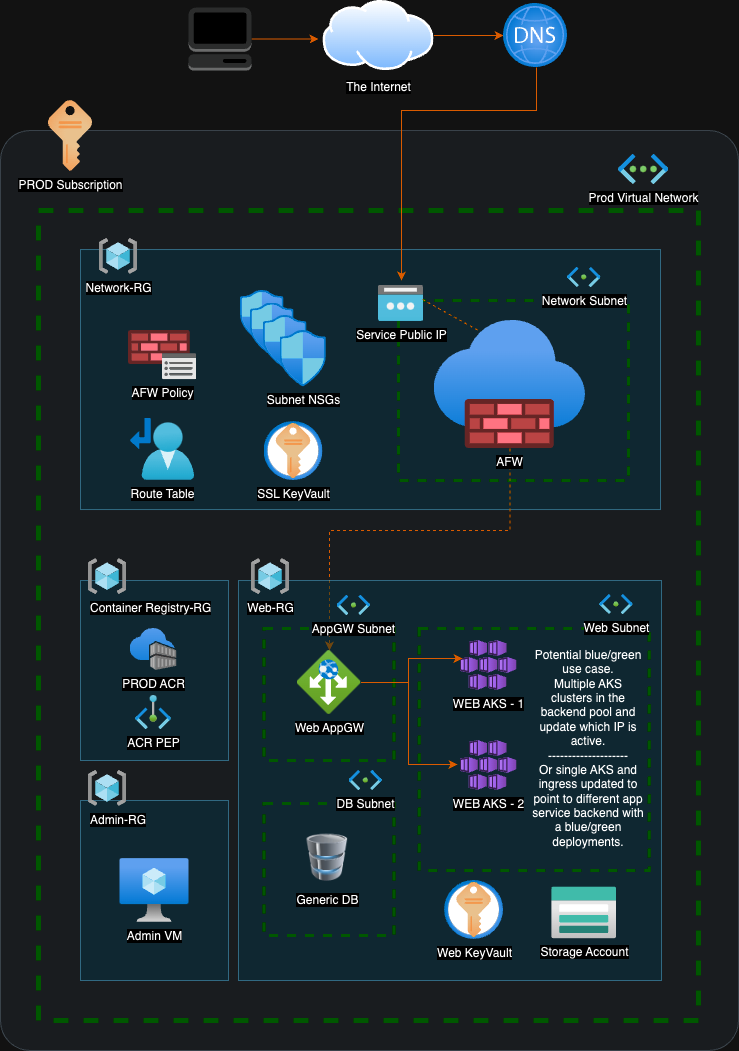 DNS
The Internet
PROD Subscription
Prod Virtual Network
Network-RG
Network Subnet
Service Public IP
AFW Policy
Subnet NSGs
AFW
Route Table
SSL KeyVault
Container Registry-RG
Web-RG
AppGW Subnet
Web Subnet
PROD ACR
ACR PEP
Web AppGW
WEB AKS - 1
Potential blue/green
use case.
Multiple AKS
clusters in the
backend pool and
update which IP is
active.
--------------------
Or single AKS and
ingress updated to
point to different app
service backend with
a blue/green
deployments.
WEB AKS - 2
DB Subnet
Admin-RG
Generic DB
Admin VM
Web KeyVault
Storage Account